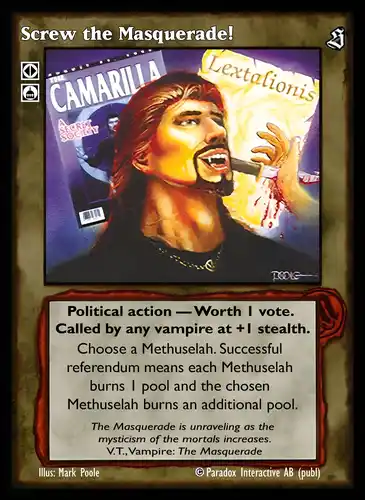 Screw the Masquerade!
CAMARILLA
A
SECRET
SOCIETY
Lextalionis
POOLE
Political action — Worth 1 vote.
Called by any vampire at +1 stealth.
Choose a Methuselah. Successful
referendum means each Methuselah
burns 1 pool and the chosen
Methuselah burns an additional pool.
The Masquerade is unraveling as the
mysticism of the mortals increases.
V.T.,Vampire: The Masquerade
Illus: Mark Poole
© Paradox Interactive AB (publ)